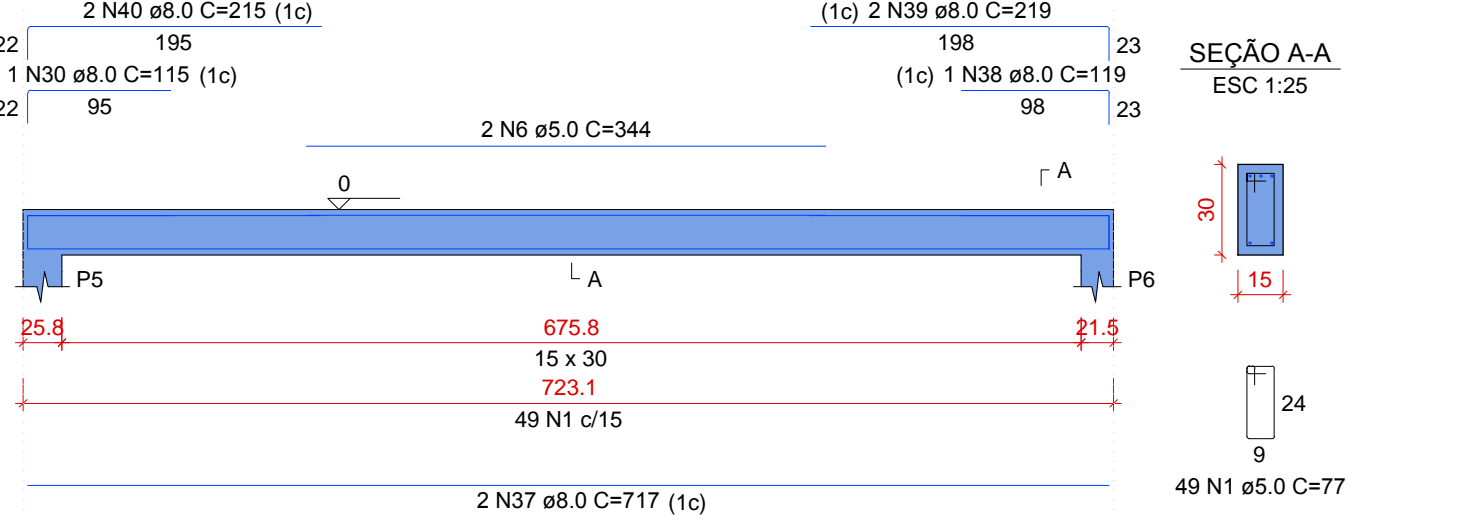 2 N40 ø8.0 C=215 (1c)
(1c) 2 N39 ø8.0 C=219
22
195
198
23
SEÇÃO A-A
1 N30 ø8.0 C=115 (1c)
(1c) 1 N38 ø8.0 C=119
ESC 1:25
22
95
98
23
2 N6 ø5.0 C=344
A
0
30
A
P5
P6
15
25.8
675.8
21.5
15 x 30
723.1
24
49 N1 c/15
9
49 N1 ø5.0 C=77
2 N37 ø8.0 C=717 (1c)